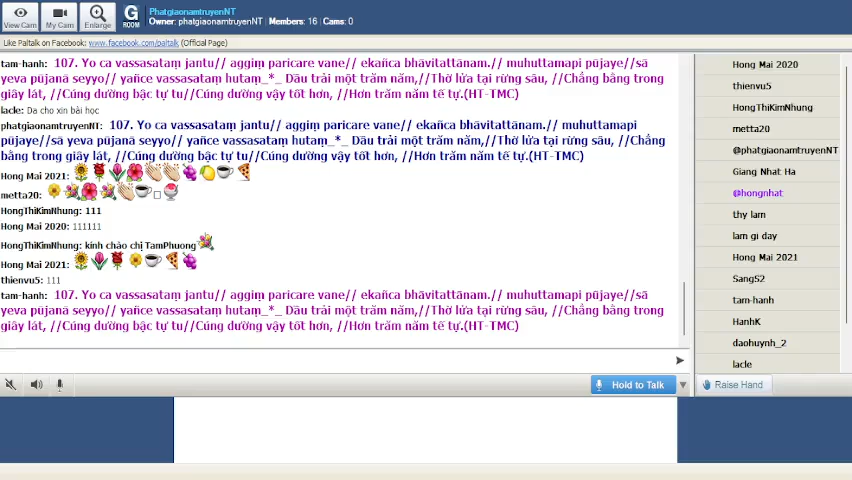 View Cam
My Cam
Enlarge
G
ROOM
PhatgiaonamtruyenNT
Owner: phatgiaonamtruyenNT | Members: 16 | Cams: 0
Like Paltalk on Facebook: www.facebook.com/paltalk (Official Page)
tam-hanh: 107. Yo ca vassasataṃ jantu// aggiṃ paricare vane// ekañca bhāvitattānaṃ.// muhuttamapi pūjaye//sā
yeva pūjanā seyyo// yañce vassasataṃ hutaṃ_*_ Dầu trải một trăm năm,//Thờ lửa tại rừng sâu, //Chẳng bằng trong
giây lát, //Cúng dường bậc tự tu//Cúng dường vậy tốt hơn, //Hơn trăm năm tế tự.(HT-TMC)
lacle: Da cho xin bài học
phatgiaonamtruyenNT: 107. Yo ca vassasataṃ jantu// aggiṃ paricare vane// ekañca bhāvitattānaṃ.// muhuttamapi
pūjaye//sā yeva pūjanā seyyo// yañce vassasataṃ hutaṃ_*_ Dầu trải một trăm năm,//Thờ lửa tại rừng sâu, //Chẳng
bằng trong giây lát, //Cúng dường bậc tự tu//Cúng dường vậy tốt hơn, //Hơn trăm năm tế tự.(HT-TMC)
Hong Mai 2021:
metta20:
HongThiKimNhung: 111
Hong Mai 2020: 111111
HongThiKimNhung: kính chào chị TamPhuong
Hong Mai 2021:
thienvu5: 111
tam-hanh: 107. Yo ca vassasataṃ jantu// aggiṃ paricare vane// ekañca bhāvitattānaṃ.// muhuttamapi pūjaye//sā
yeva pūjanā seyyo// yañce vassasataṃ hutaṃ_*_ Dầu trải một trăm năm,//Thờ lửa tại rừng sâu, //Chẳng bằng trong
giây lát, //Cúng dường bậc tự tu//Cúng dường vậy tốt hơn, //Hơn trăm năm tế tự.(HT-TMC)
Hold to Talk
Hong Mai 2020
thienvu5
HongThiKimNhung
metta20
@phatgiaonamtruyenNT
Giang Nhat Ha
@hongnhat
thy lam
lam gi day
Hong Mai 2021
SangS2
tam-hanh
HanhK
daohuynh_2
lacle
Raise Hand